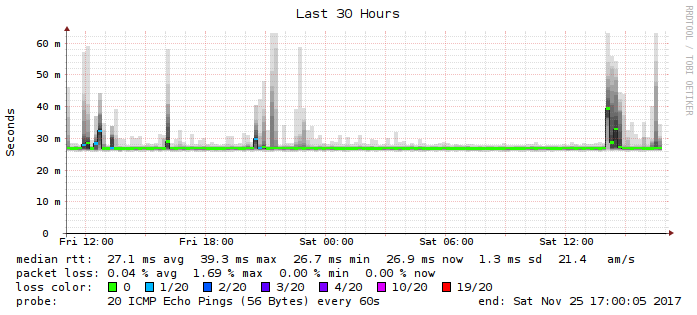 Last 30 Hours
RRDTOOL / TOBI OETIKER
Seconds
60 m
50 m
40 m
30 m
20 m
10 m
0
Fri 12:00 Fri 18:00 Sat 00:00 Sat 06:00 Sat 12:00
median rtt: 27.1 ms avg 39.3 ms max 26.7 ms min 26.9 ms now 1.3 ms sd 21.4 am/s
packet loss: 0.04 % avg 1.69 % max 0.00 % min 0.00 % now
loss color: 0 1/20 2/20 3/20 4/20 10/20 19/20
probe: 20 ICMP Echo Pings (56 Bytes) every 60s end: Sat Nov 25 17:00:05 2017